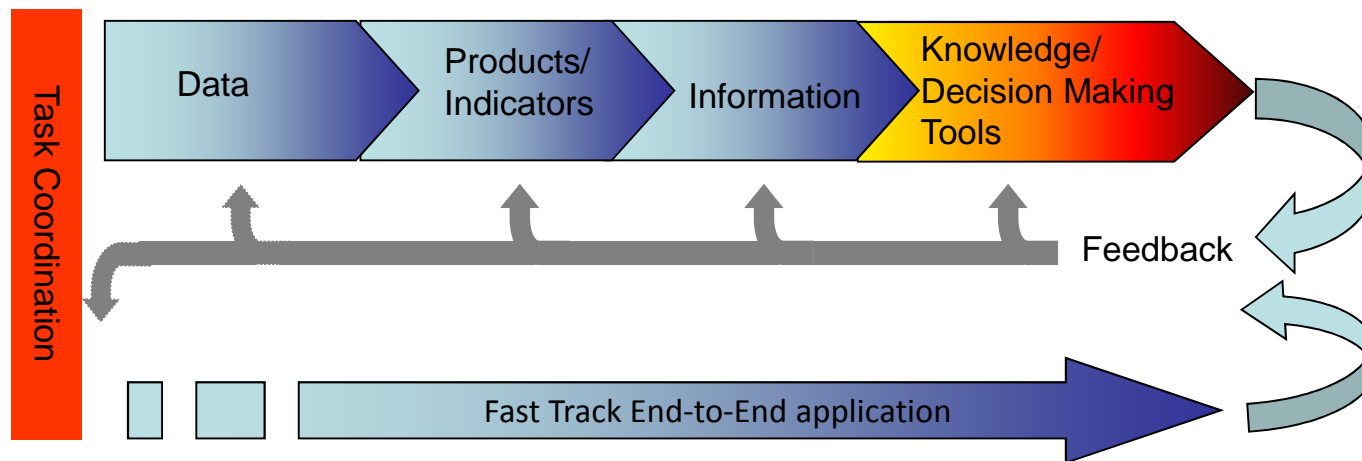 Task Coordination
Data
Products/
Indicators
Information
Knowledge/
Decision Making
Tools
Feedback
Fast Track End-to-End application